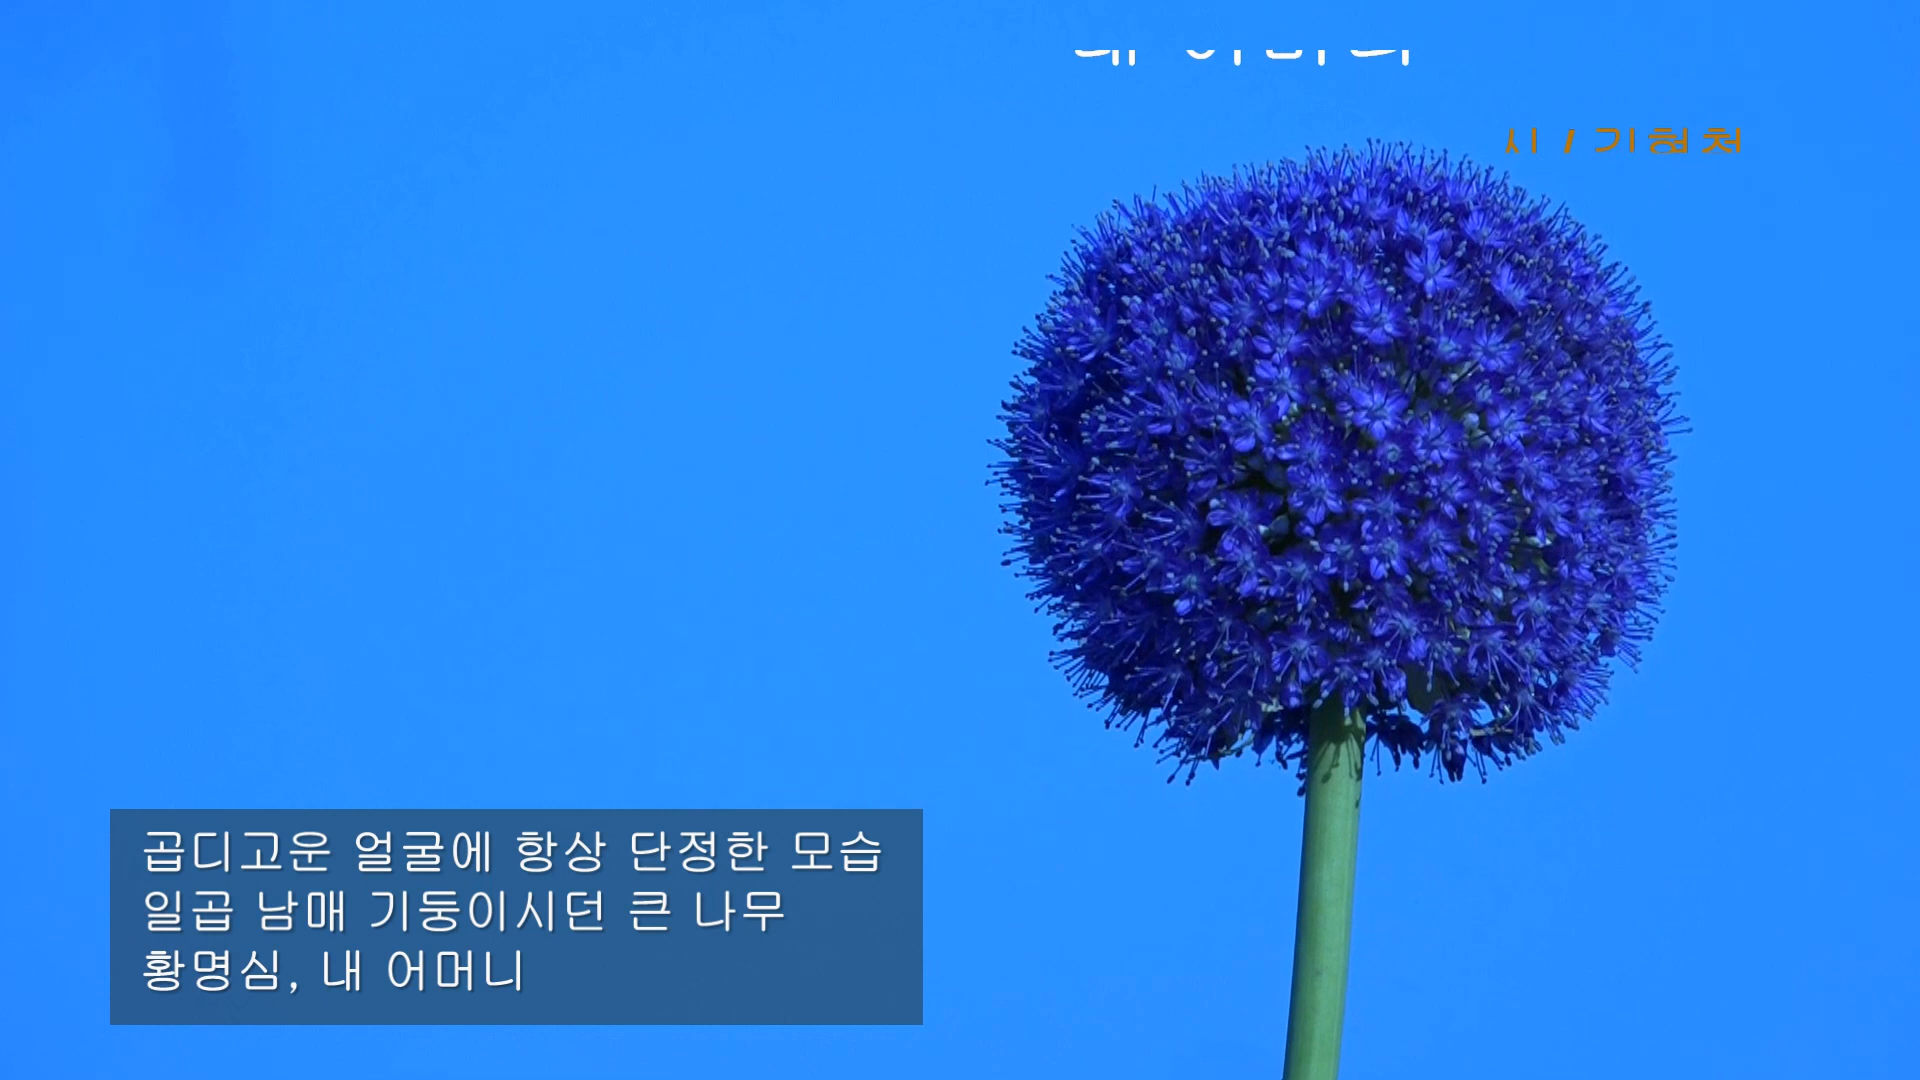 곱디고운 얼굴에 항상 단정한 모습
일곱 남매 기둥이시던 큰 나무
황명심, 내 어머니